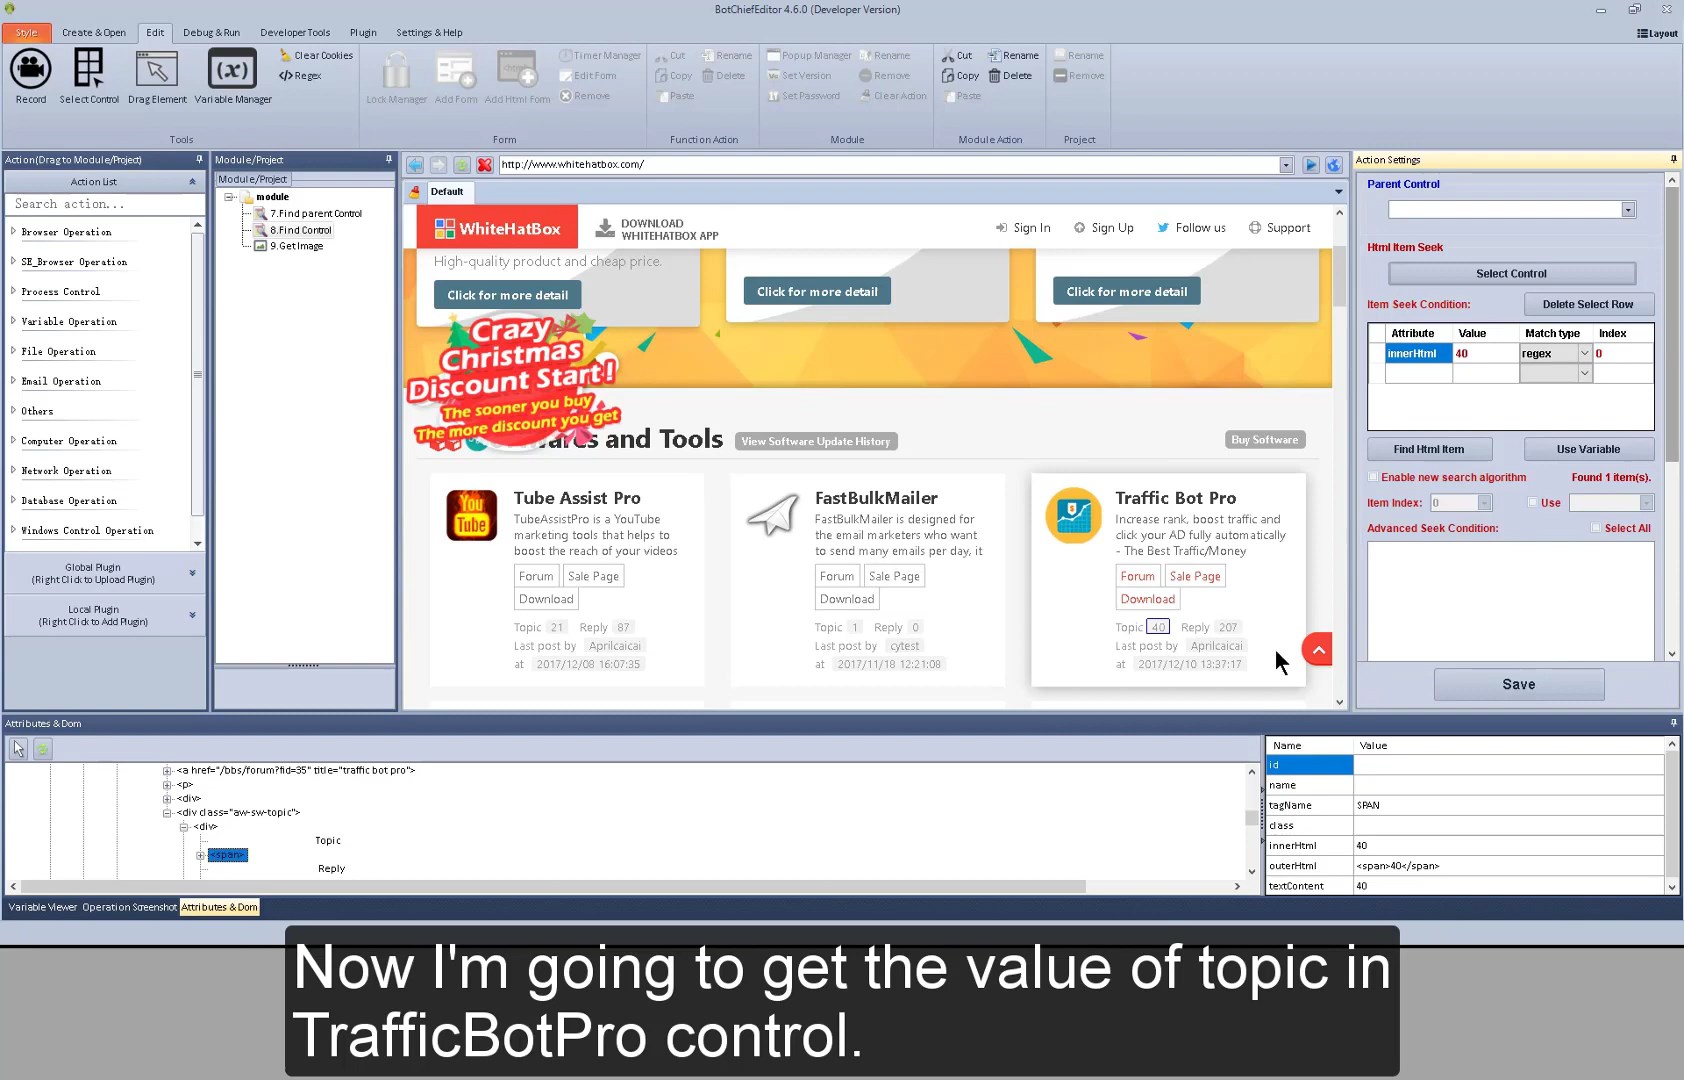 BotChiefEditor 4.6.0 (Developer Version)
Style
Create & Open
Edit
Debug & Run
Developer Tools
Plugin
Settings & Help
Layout
Record
Select Control
Drag Element
Variable Manager
Clear Cookies
</>Regex
Tools
Lock Manager
Add Form
Add Html Form
Timer Manager
Edit Form
Remove
Form
Cut
Rename
Copy
Delete
Paste
Function Action
Popup Manager
Rename
Set Version
Remove
Set Password
Clear Action
Module
Cut
Rename
Copy
Delete
Paste
Module Action
Rename
Remove
Project
Action(Drag to Module/Project)
Action List
Search action...
Browser Operation
SE_Browser Operation
Process Control
Variable Operation
File Operation
Email Operation
Others
Computer Operation
Network Operation
Database Operation
Windows Control Operation
Global Plugin
(Right Click to Upload Plugin)
Local Plugin
(Right Click to Add Plugin)
Module/Project
Module/Project
module
7.Find parent Control
8.Find Control
9.Get Image
http://www.whitehatbox.com/
Default
WhiteHatBox
DOWNLOAD
WHITEHATBOX APP
Sign In
Sign Up
Follow us
Support
High-quality product and cheap price.
Click for more detail
Click for more detail
Click for more detail
Crazy
Christmas
Discount Start!
The sooner you buy
The more discount you get
and Tools
View Software Update History
Buy Software
Tube Assist Pro
TubeAssistPro is a YouTube
marketing tools that helps to
boost the reach of your videos
Forum
Sale Page
Download
Topic 21 Reply 87
Last post by Aprilcaicai
at 2017/12/08 16:07:35
You
Tube
FastBulkMailer
FastBulkMailer is designed for
the email marketers who want
to send many emails per day, it
Forum
Sale Page
Download
Topic 1 Reply 0
Last post by cytest
at 2017/11/18 12:21:08
Traffic Bot Pro
Increase rank, boost traffic and
click your AD fully automatically
- The Best Traffic/Money
Forum
Sale Page
Download
Topic 40 Reply 207
Last post by Aprilcaicai
at 2017/12/10 13:37:17
Action Settings
Parent Control
Html Item Seek
Select Control
Item Seek Condition:
Delete Select Row
Attribute Value Match type Index
innerHtml 40 regex 0
Find Html Item
Use Variable
Enable new search algorithm
Found 1 item(s).
Item Index: 0
Use
Advanced Seek Condition:
Select All
Save
Attributes & Dom
<a href="/bbs/forum?fid=35" title="traffic bot pro">
<p>
<div>
<div class="aw-sw-topic">
<div>
Topic
<span>
Reply
Name Value
id
name
tagName SPAN
class
innerHtml 40
outerHtml <span>40</span>
textContent 40
Variable Viewer
Operation Screenshot
Attributes & Dom
Now I'm going to get the value of topic in
TrafficBotPro control.